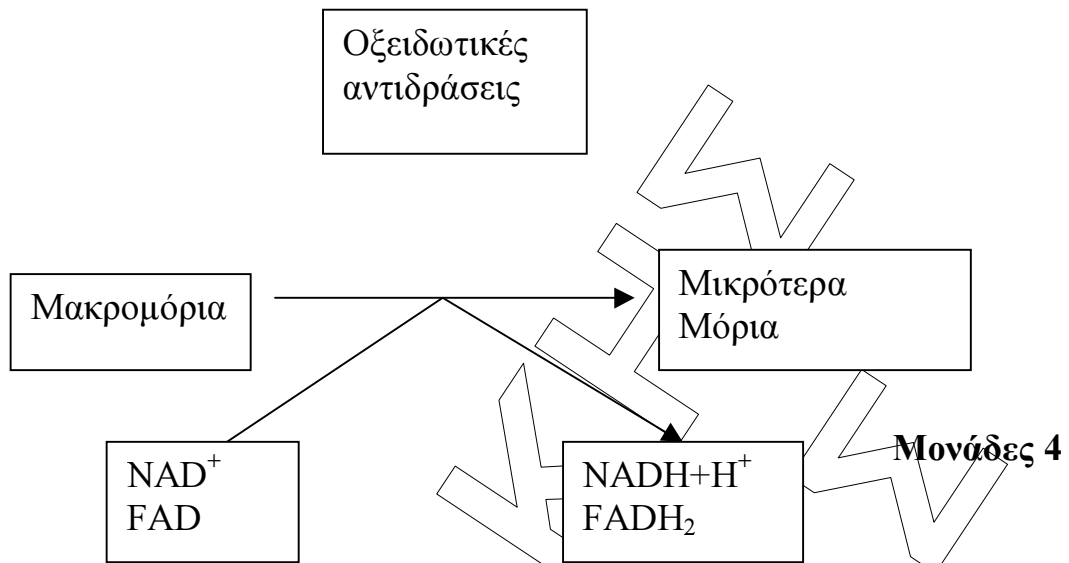 Οξειδωτικές
αντιδράσεις
Μακρομόρια
Μικρότερα
Μόρια
Μονάδες 4
NAD⁺
FAD
NADH+H⁺
FADH₂